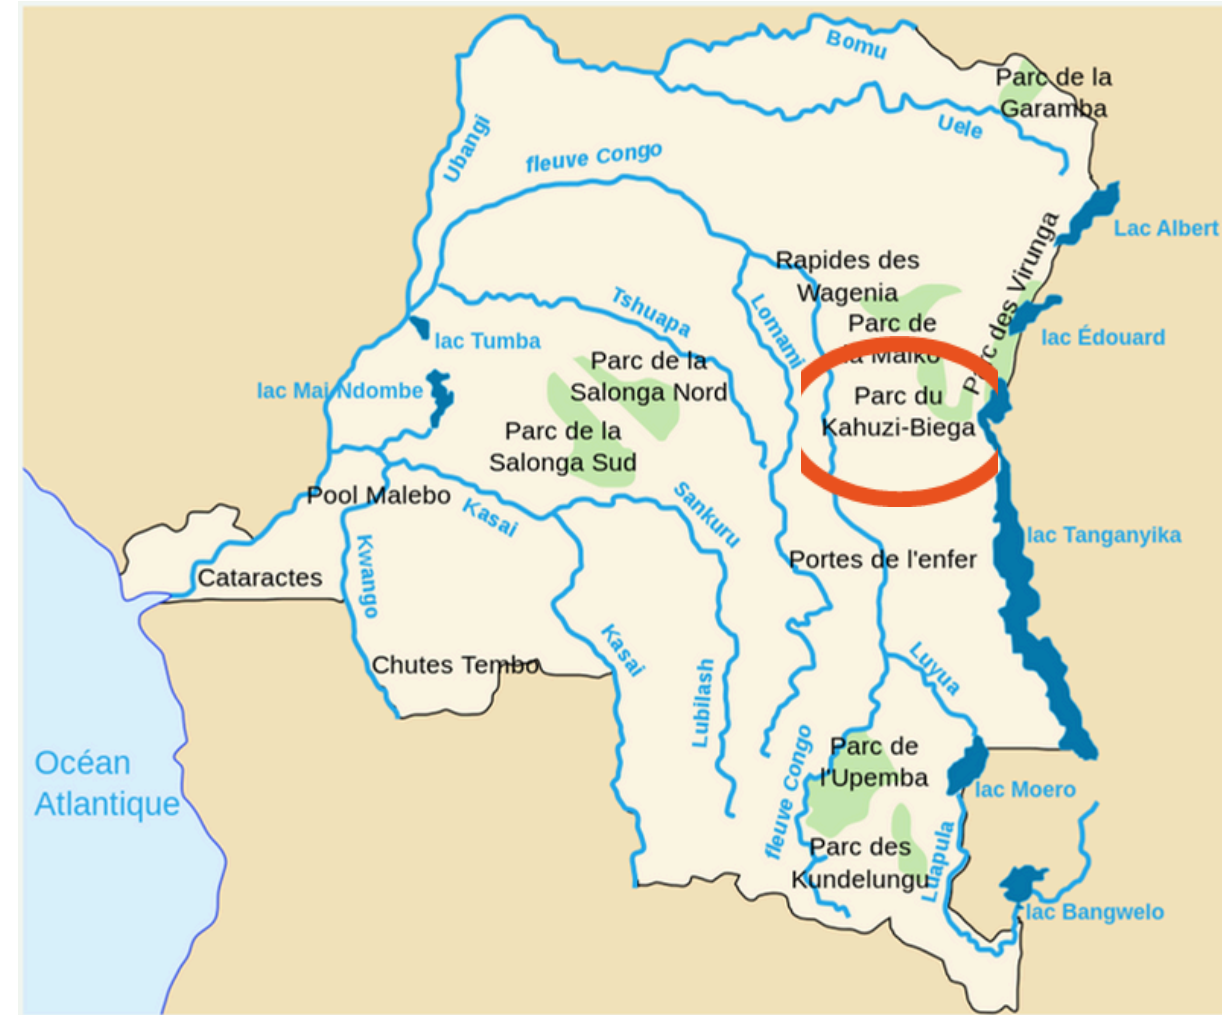 Bomu
Parc de la
Garamba
Uele
Ubangi
fleuve Congo
Lac Albert
Parc des Virunga
Rapides des
Wagenia
Tshuapa
Lomami
Parc de
la Maiko
lac Édouard
lac Tumba
Parc de la
Salonga Nord
lac Mai-Ndombe
Parc du
Kahuzi-Biega
Parc de la
Salonga Sud
Pool Malebo
Kasai
Sankuru
lac Tanganyika
Portes de l'enfer
Cataractes
Kwango
Chutes Tembo
Kasai
Lubilash
Luyua
Océan
Atlantique
fleuve Congo
Parc de
l'Upemba
lac Moero
Parc des
Kundelungu
Luapula
lac Bangwelo